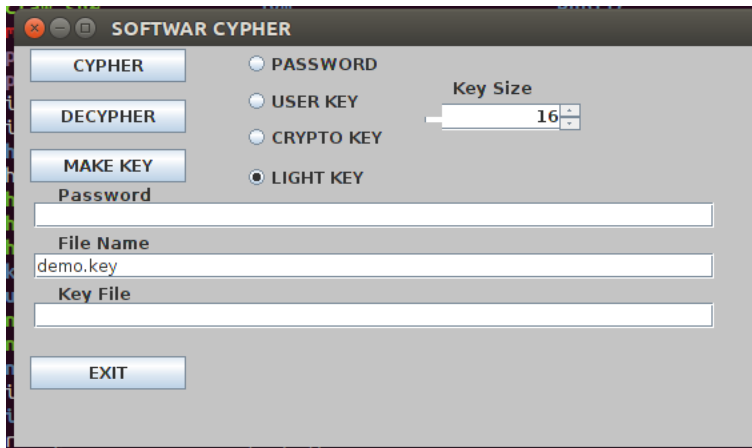 SOFTWAR CYPHER
CYPHER
PASSWORD
Key Size
USER KEY
16
DECYPHER
CRYPTO KEY
MAKE KEY
LIGHT KEY
Password
File Name
demo.key
Key File
EXIT